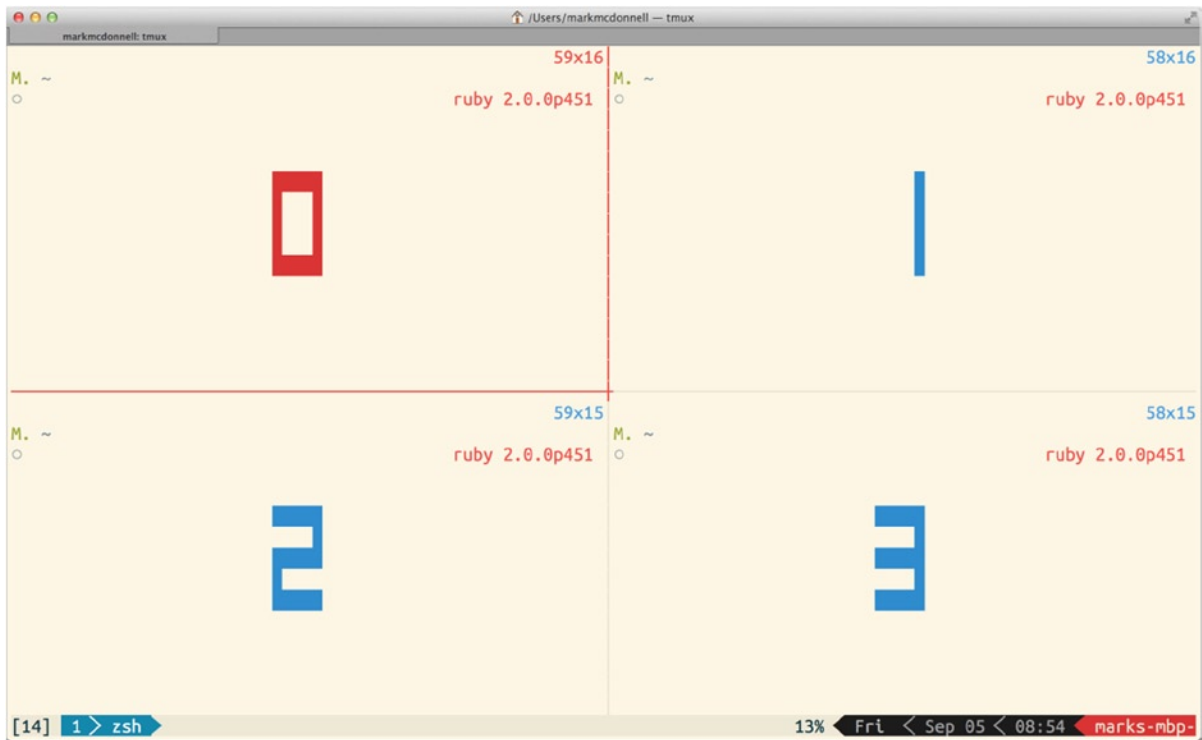 /Users/markmcdonnell — tmux
markmcdonnell: tmux
59x16
M. ~
ruby 2.0.0p451
0
58x16
M. ~
ruby 2.0.0p451
1
59x15
M. ~
ruby 2.0.0p451
2
58x15
M. ~
ruby 2.0.0p451
3
[14] 1 zsh 13% Fri Sep 05 08:54 marks-mbp-